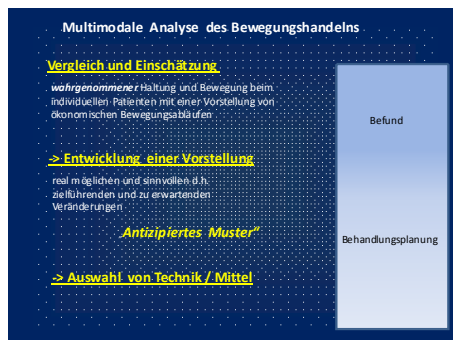 Multimodale Analyse des Bewegungshandelns
Vergleich und Einschätzung
wahrgenommener Haltung und Bewegung beim
individuellen Patienten mit einer Vorstellung von
ökonomischen Bewegungsabläufen
Befund
-> Entwicklung einer Vorstellung
real möglichen und sinnvollen d.h.
zielführenden und zu erwartenden
Veränderungen
„Antizipiertes Muster“
Behandlungsplanung
-> Auswahl von Technik / Mittel